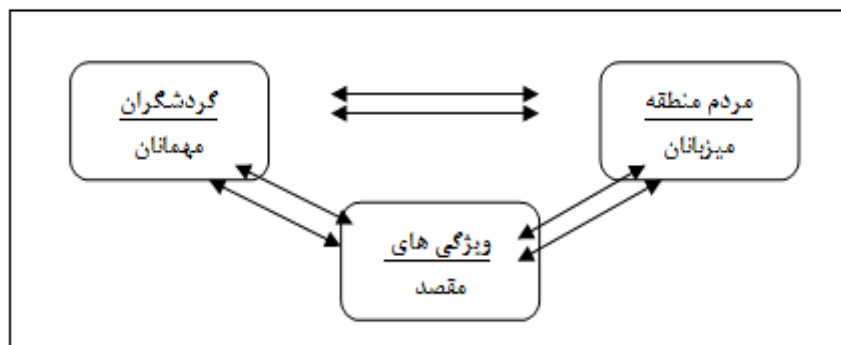 مردم منطقه
میزبانان
گردشگران
مهمانان
ویژگی های
مقصد